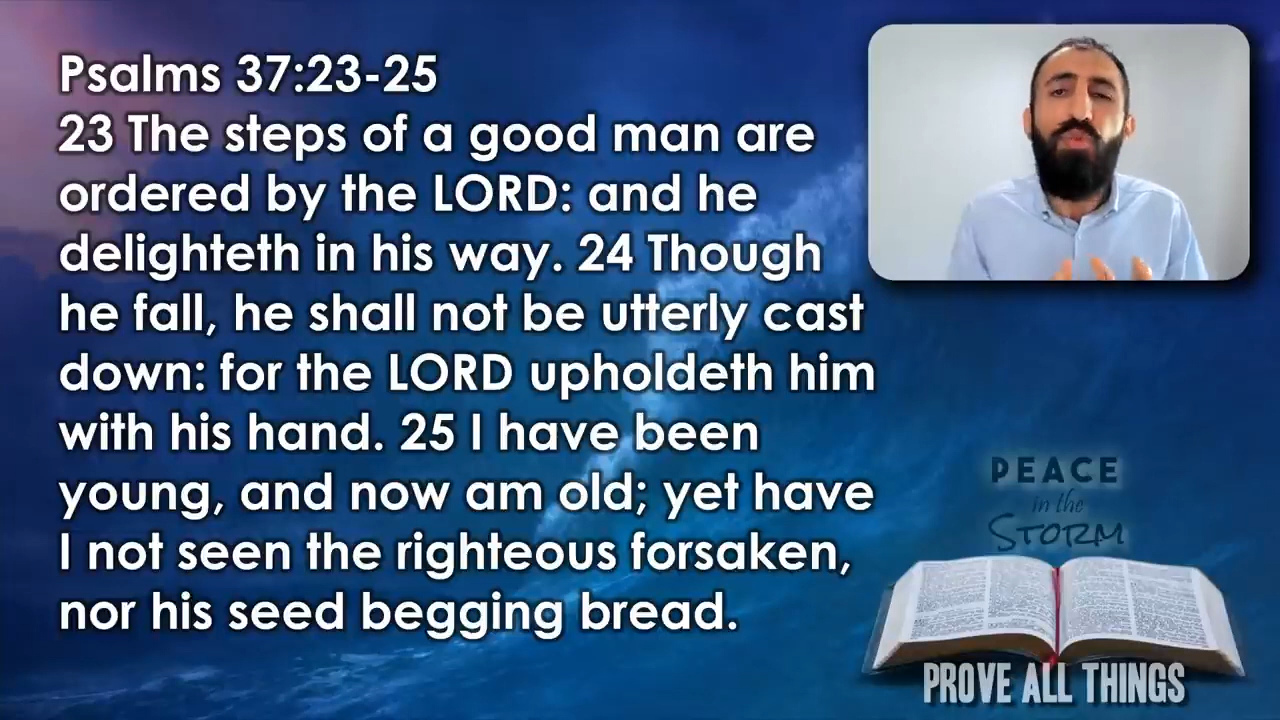 Psalms 37:23-25
23 The steps of a good man are
ordered by the LORD: and he
delighteth in his way. 24 Though
he fall, he shall not be utterly cast
down: for the LORD upholdeth him
with his hand. 25 I have been
young, and now am old; yet have
I not seen the righteous forsaken,
nor his seed begging bread.
PEACE
in the
STORM
PROVE ALL THINGS